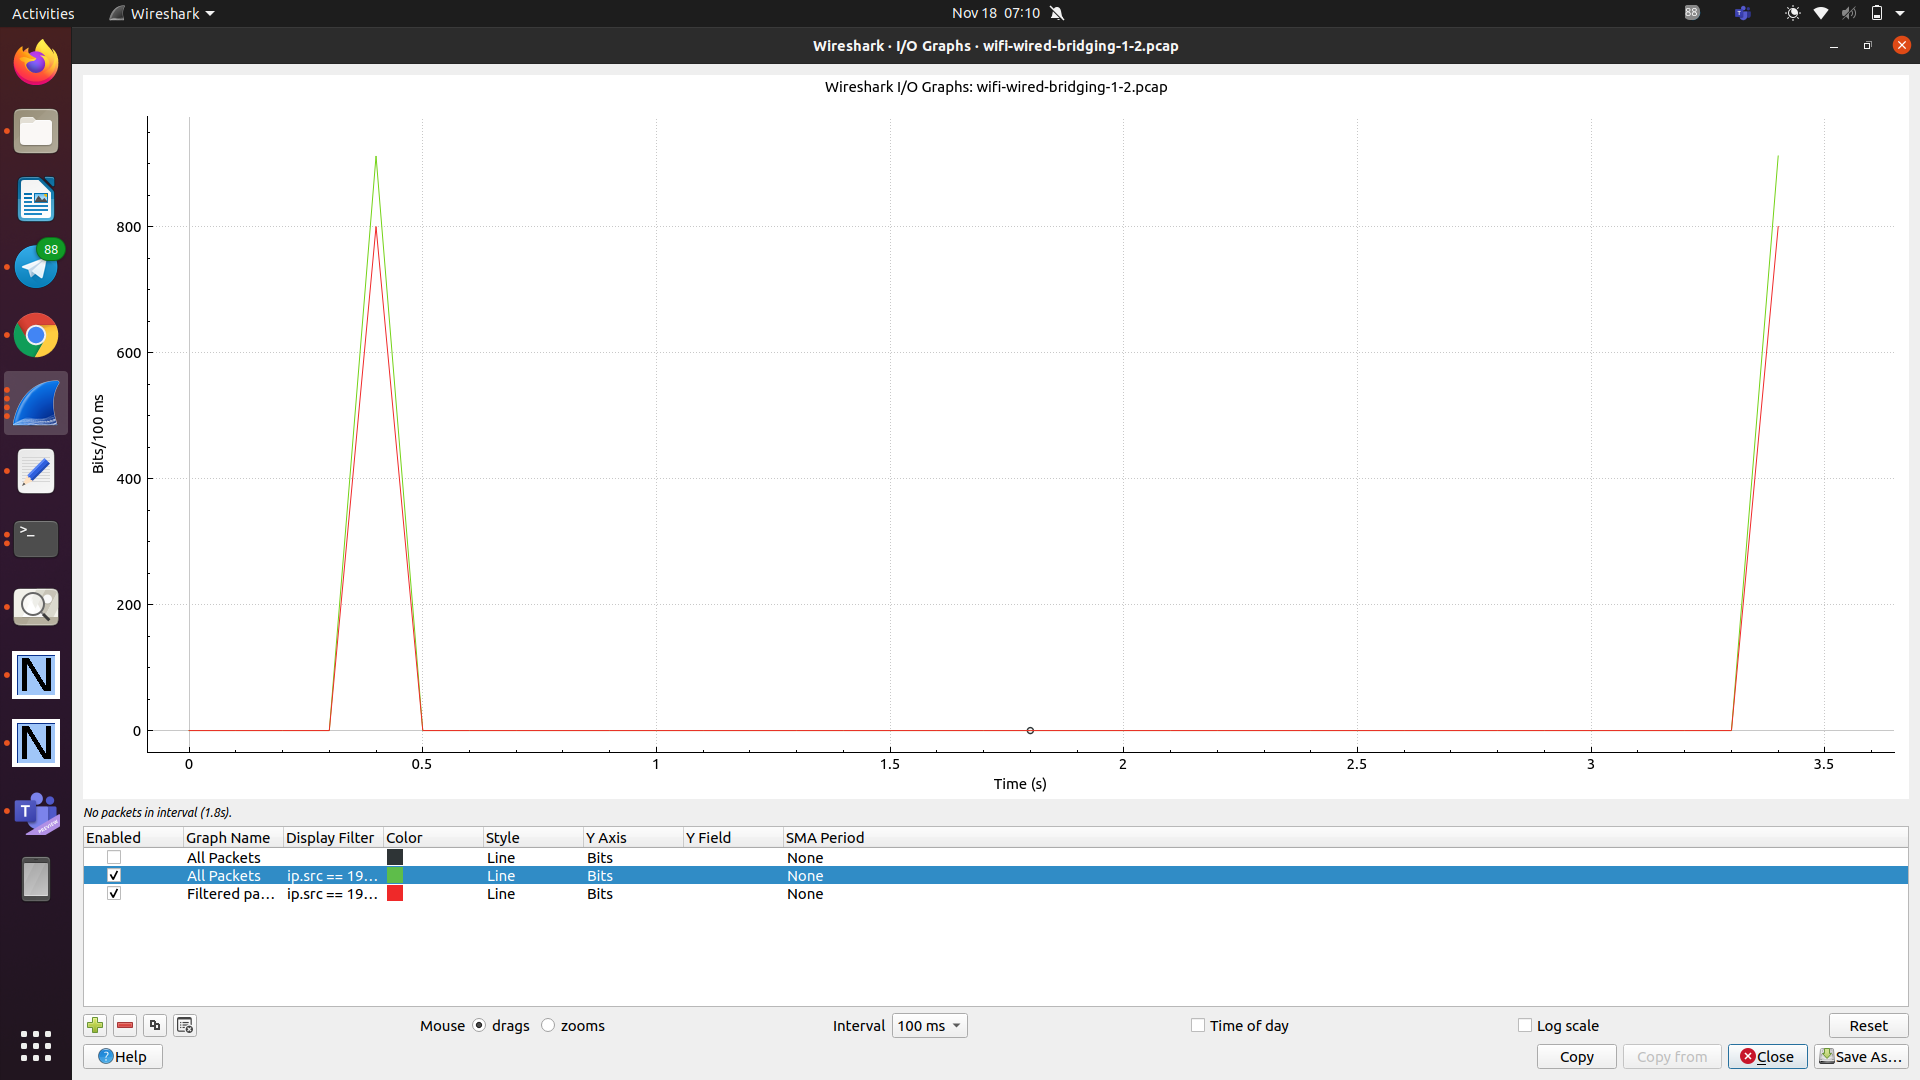 Activities Wireshark Nov 18 07:10 88
Wireshark · I/O Graphs · wifi-wired-bridging-1-2.pcap
Wireshark I/O Graphs: wifi-wired-bridging-1-2.pcap
88
800
600
400
200
0
Bits/100 ms
0 0.5 1 1.5 2 2.5 3 3.5
Time (s)
No packets in interval (1.8s).
Enabled Graph Name Display Filter Color Style Y Axis Y Field SMA Period
All Packets Line Bits None
All Packets ip.src == 19… Line Bits None
Filtered pa… ip.src == 19… Line Bits None
>_
N
N
T
PREVIEW
Mouse drags zooms Interval 100 ms Time of day Log scale Reset
?Help Copy Copy from Close Save As…